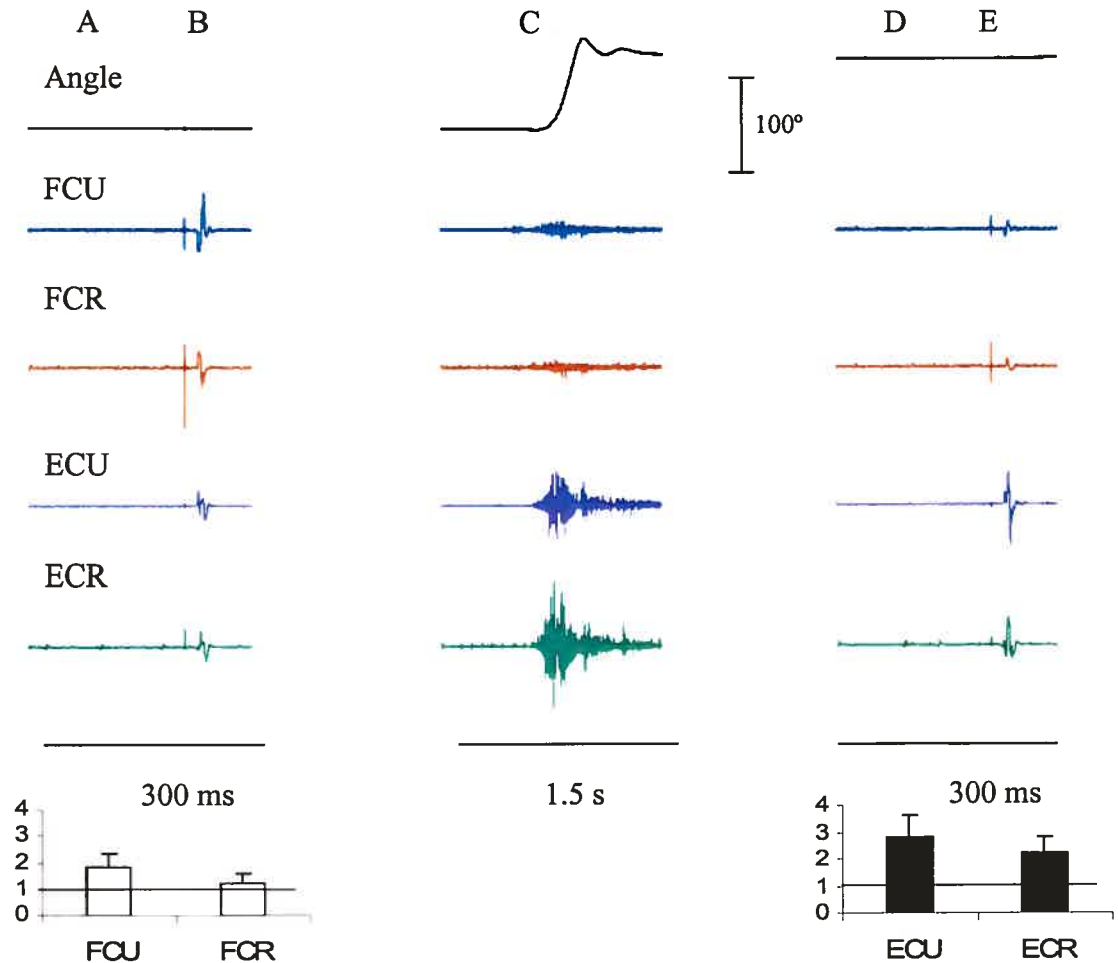 A B C D E
Angle
100°
FCU
FCR
ECU
ECR
300 ms 1.5 s 300 ms
4
3
2
1
0
FCU FCR
4
3
2
1
0
ECU ECR